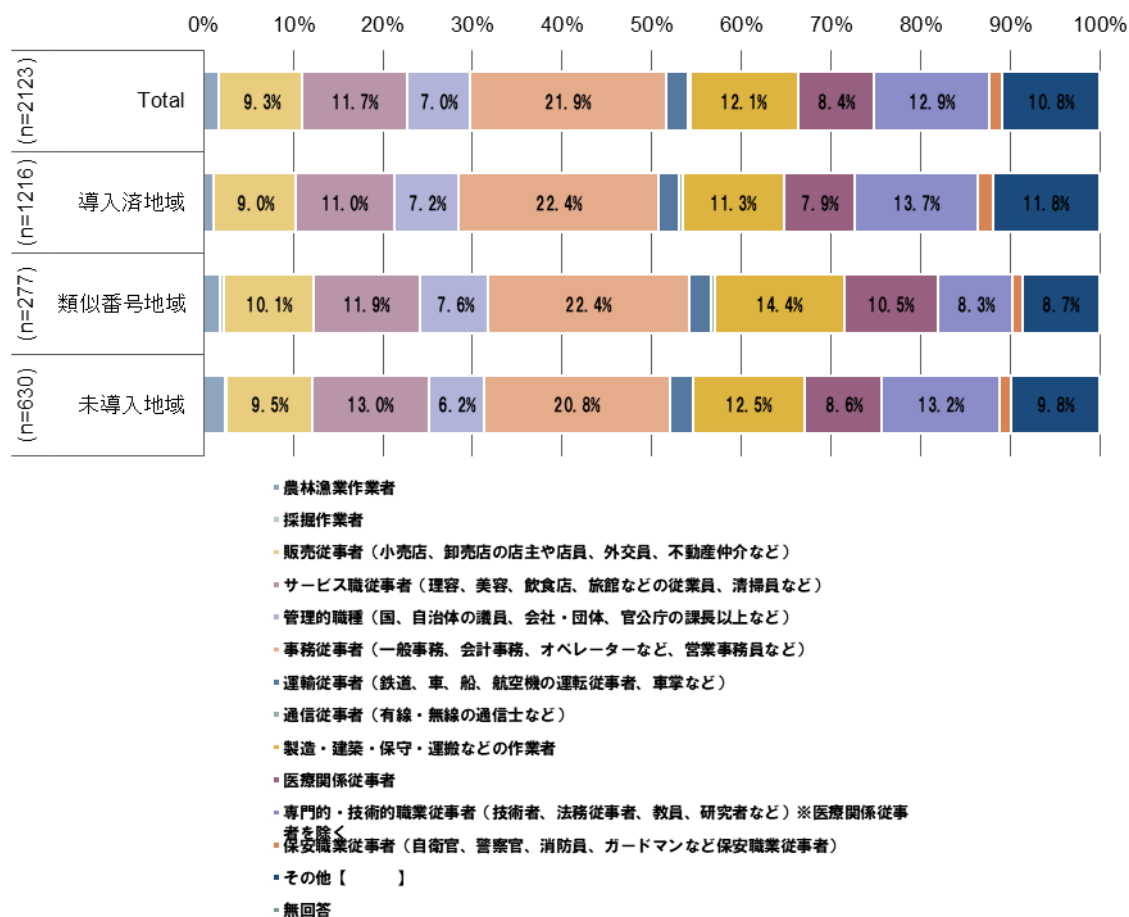 0% 10% 20% 30% 40% 50% 60% 70% 80% 90% 100%
(n=2123) Total 9.3% 11.7% 7.0% 21.9% 12.1% 8.4% 12.9% 10.8%
(n=1216) 導入済地域 9.0% 11.0% 7.2% 22.4% 11.3% 7.9% 13.7% 11.8%
(n=277) 類似番号地域 10.1% 11.9% 7.6% 22.4% 14.4% 10.5% 8.3% 8.7%
(n=630) 未導入地域 9.5% 13.0% 6.2% 20.8% 12.5% 8.6% 13.2% 9.8%
農林漁業作業者
採掘作業者
販売従事者（小売店、卸売店の店主や店員、外交員、不動産仲介など）
サービス職従事者（理容、美容、飲食店、旅館などの従業員、清掃員など）
管理的職種（国、自治体の議員、会社・団体、官公庁の課長以上など）
事務従事者（一般事務、会計事務、オペレーターなど、営業事務員など）
運輸従事者（鉄道、車、船、航空機の運転従事者、車掌など）
通信従事者（有線・無線の通信士など）
製造・建築・保守・運搬などの作業者
医療関係従事者
専門的・技術的職業従事者（技術者、法務従事者、教員、研究者など）※医療関係従事
者を除く
保安職業従事者（自衛官、警察官、消防員、ガードマンなど保安職業従事者）
その他【　　　】
無回答